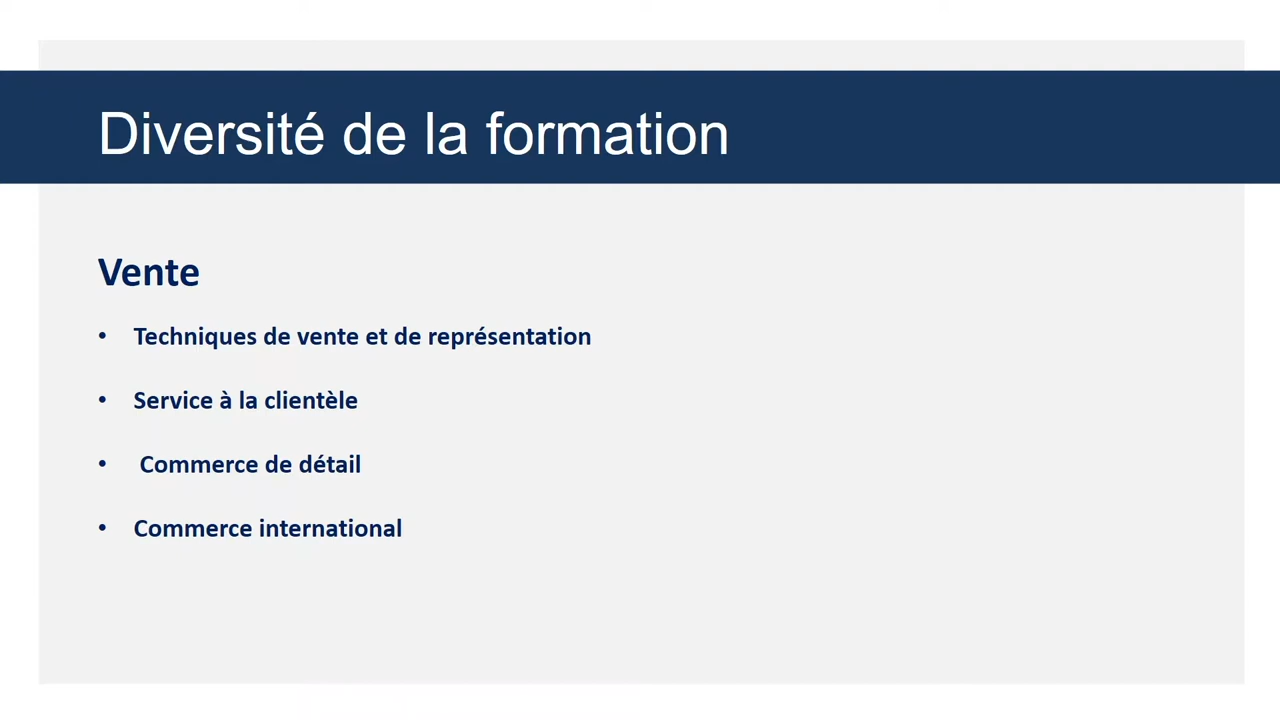 Diversité de la formation
Vente
• Techniques de vente et de représentation
• Service à la clientèle
• Commerce de détail
• Commerce international